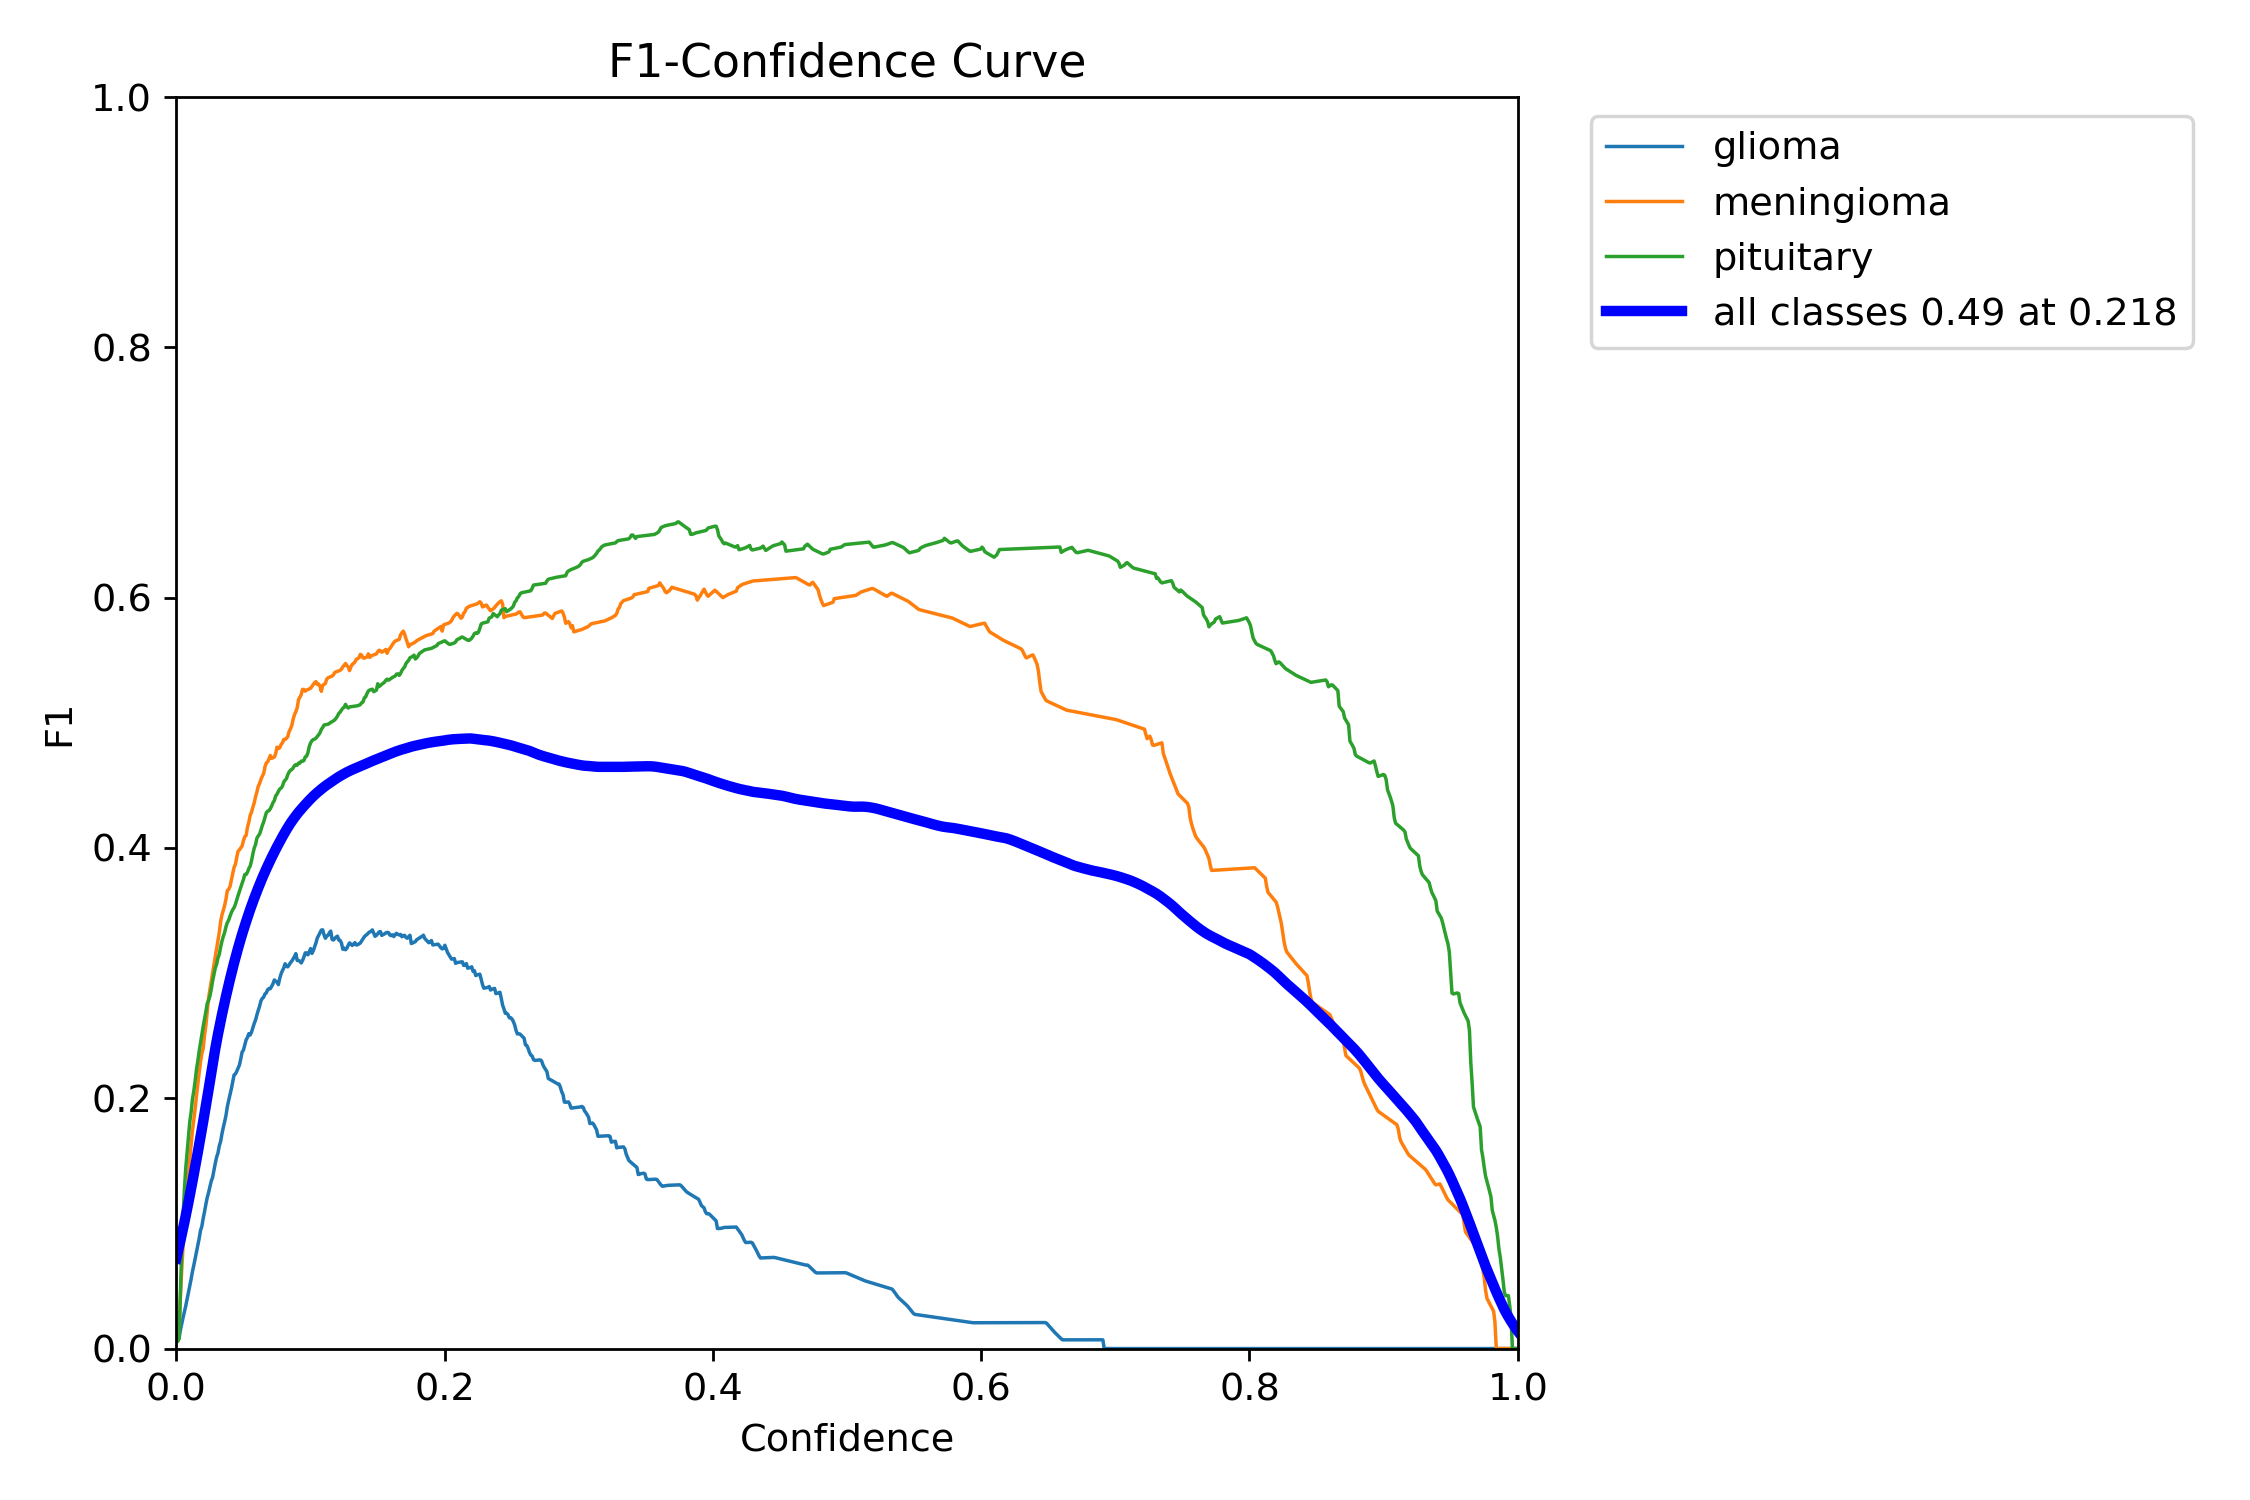 F1-Confidence Curve
1.0
0.8
0.6
0.4
0.2
0.0
F1
0.0 0.2 0.4 0.6 0.8 1.0
Confidence
glioma
meningioma
pituitary
all classes 0.49 at 0.218